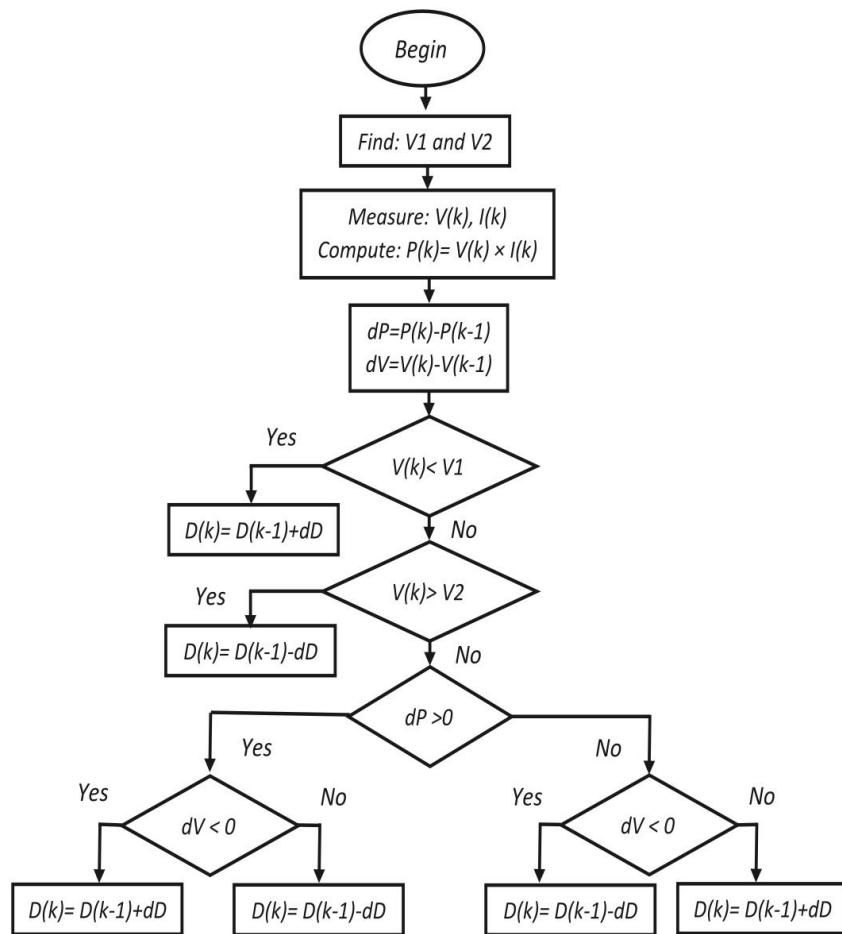 Begin
Find: V1 and V2
Measure: V(k), I(k)
Compute: P(k)= V(k) × I(k)
dP=P(k)-P(k-1)
dV=V(k)-V(k-1)
Yes
V(k)< V1
D(k)= D(k-1)+dD
No
V(k)> V2
Yes
D(k)= D(k-1)-dD
No
dP >0
Yes
No
Yes
dV < 0
No
Yes
dV < 0
No
D(k)= D(k-1)+dD
D(k)= D(k-1)-dD
D(k)= D(k-1)-dD
D(k)= D(k-1)+dD